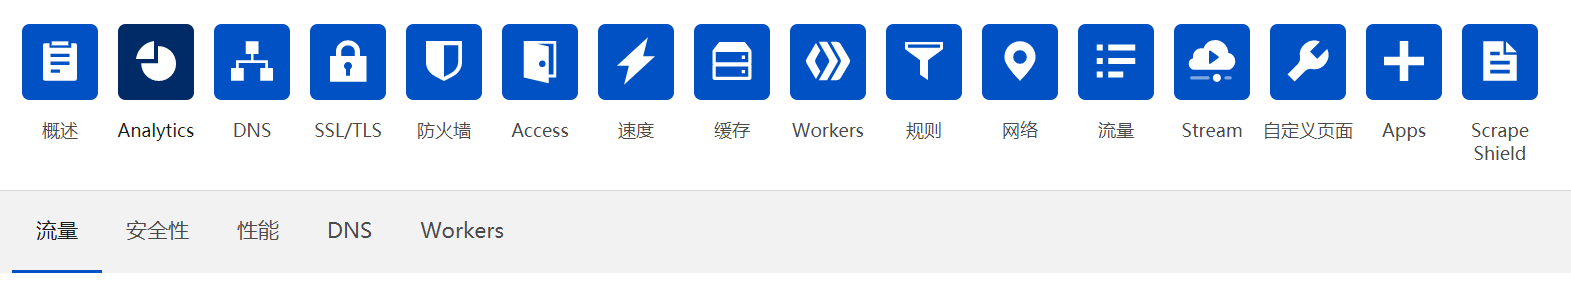 概述 Analytics DNS SSL/TLS 防火墙 Access 速度 缓存 Workers 规则 网络 流量 Stream 自定义页面 Apps Scrape
Shield
流量 安全性 性能 DNS Workers